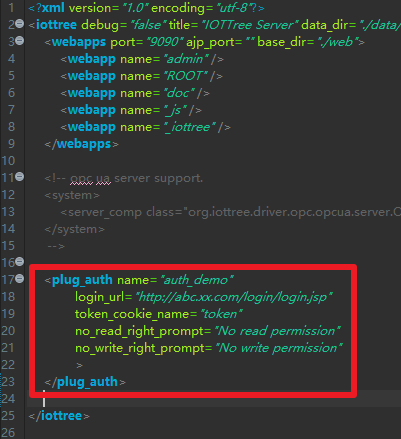 1 <?xml version="1.0" encoding="utf-8"?>
2 <iottree debug="false" title="IOTTree Server" data_dir="./data/
3 <webapps port="9090" ajp_port="" base_dir="./web">
4 <webapp name="admin" />
5 <webapp name="ROOT" />
6 <webapp name="doc" />
7 <webapp name="_js" />
8 <webapp name="_iottree" />
9 </webapps>
10
11 <!-- opc ua server support.
12 <system>
13 <server_comp class="org.iottree.driver.opc.opcua.server.O
14 </system>
15 -->
16
17 <plug_auth name="auth_demo"
18 login_url="http://abc.xx.com/login/login.jsp"
19 token_cookie_name="token"
20 no_read_right_prompt="No read permission"
21 no_write_right_prompt="No write permission"
22 >
23 </plug_auth>
24
25 </iottree>
26